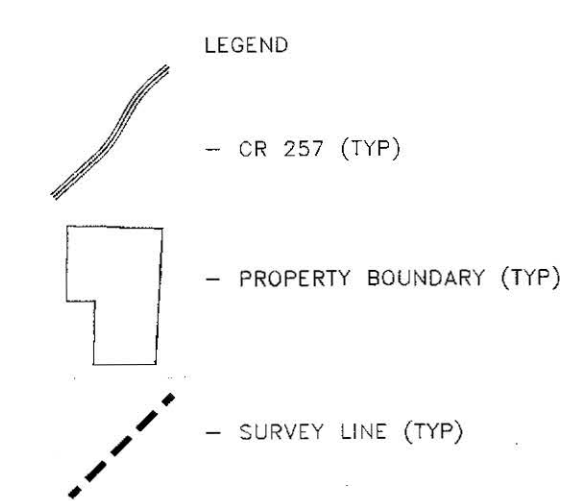 LEGEND
- CR 257 (TYP)
- PROPERTY BOUNDARY (TYP)
- SURVEY LINE (TYP)